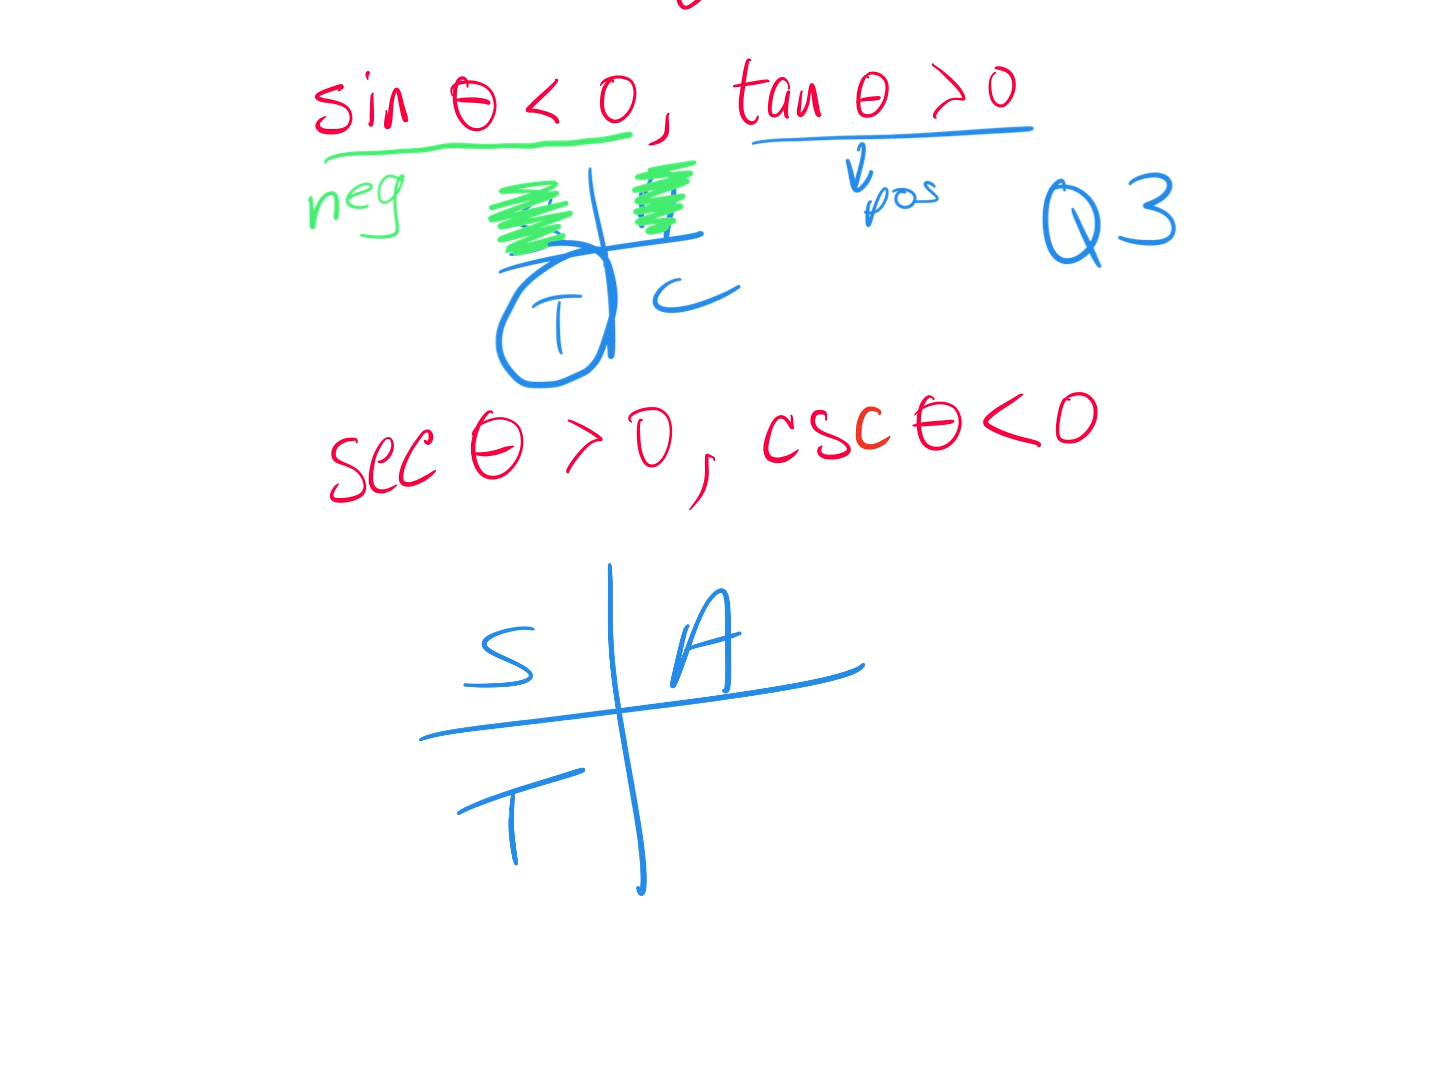 sin θ < 0, tan θ > 0
neg
pos
Q3
T C
sec θ > 0, csc θ < 0
S A
T